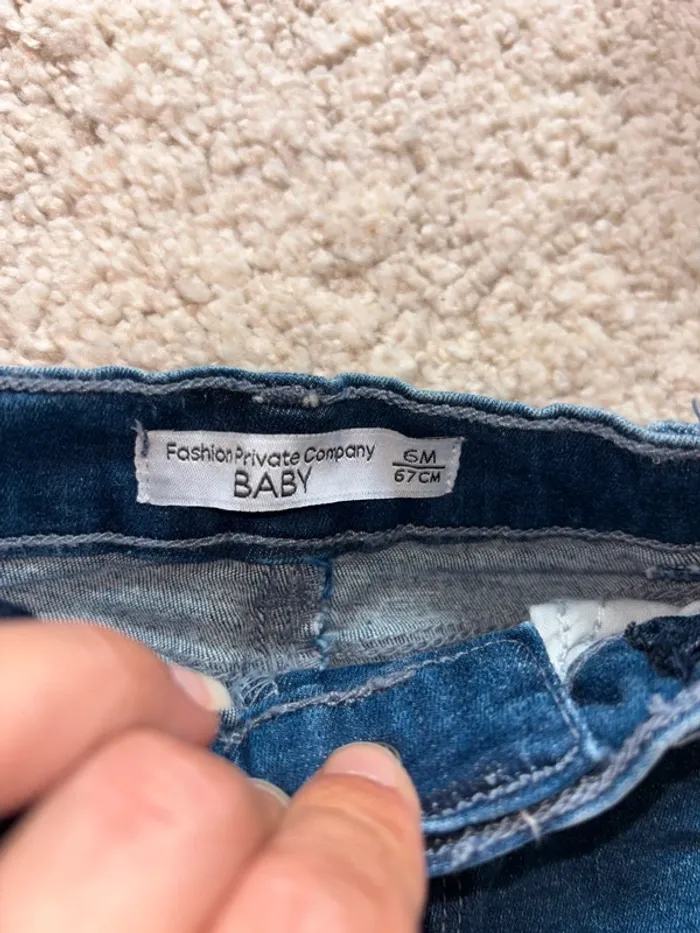 Fashion Private Company
BABY
6M
67CM